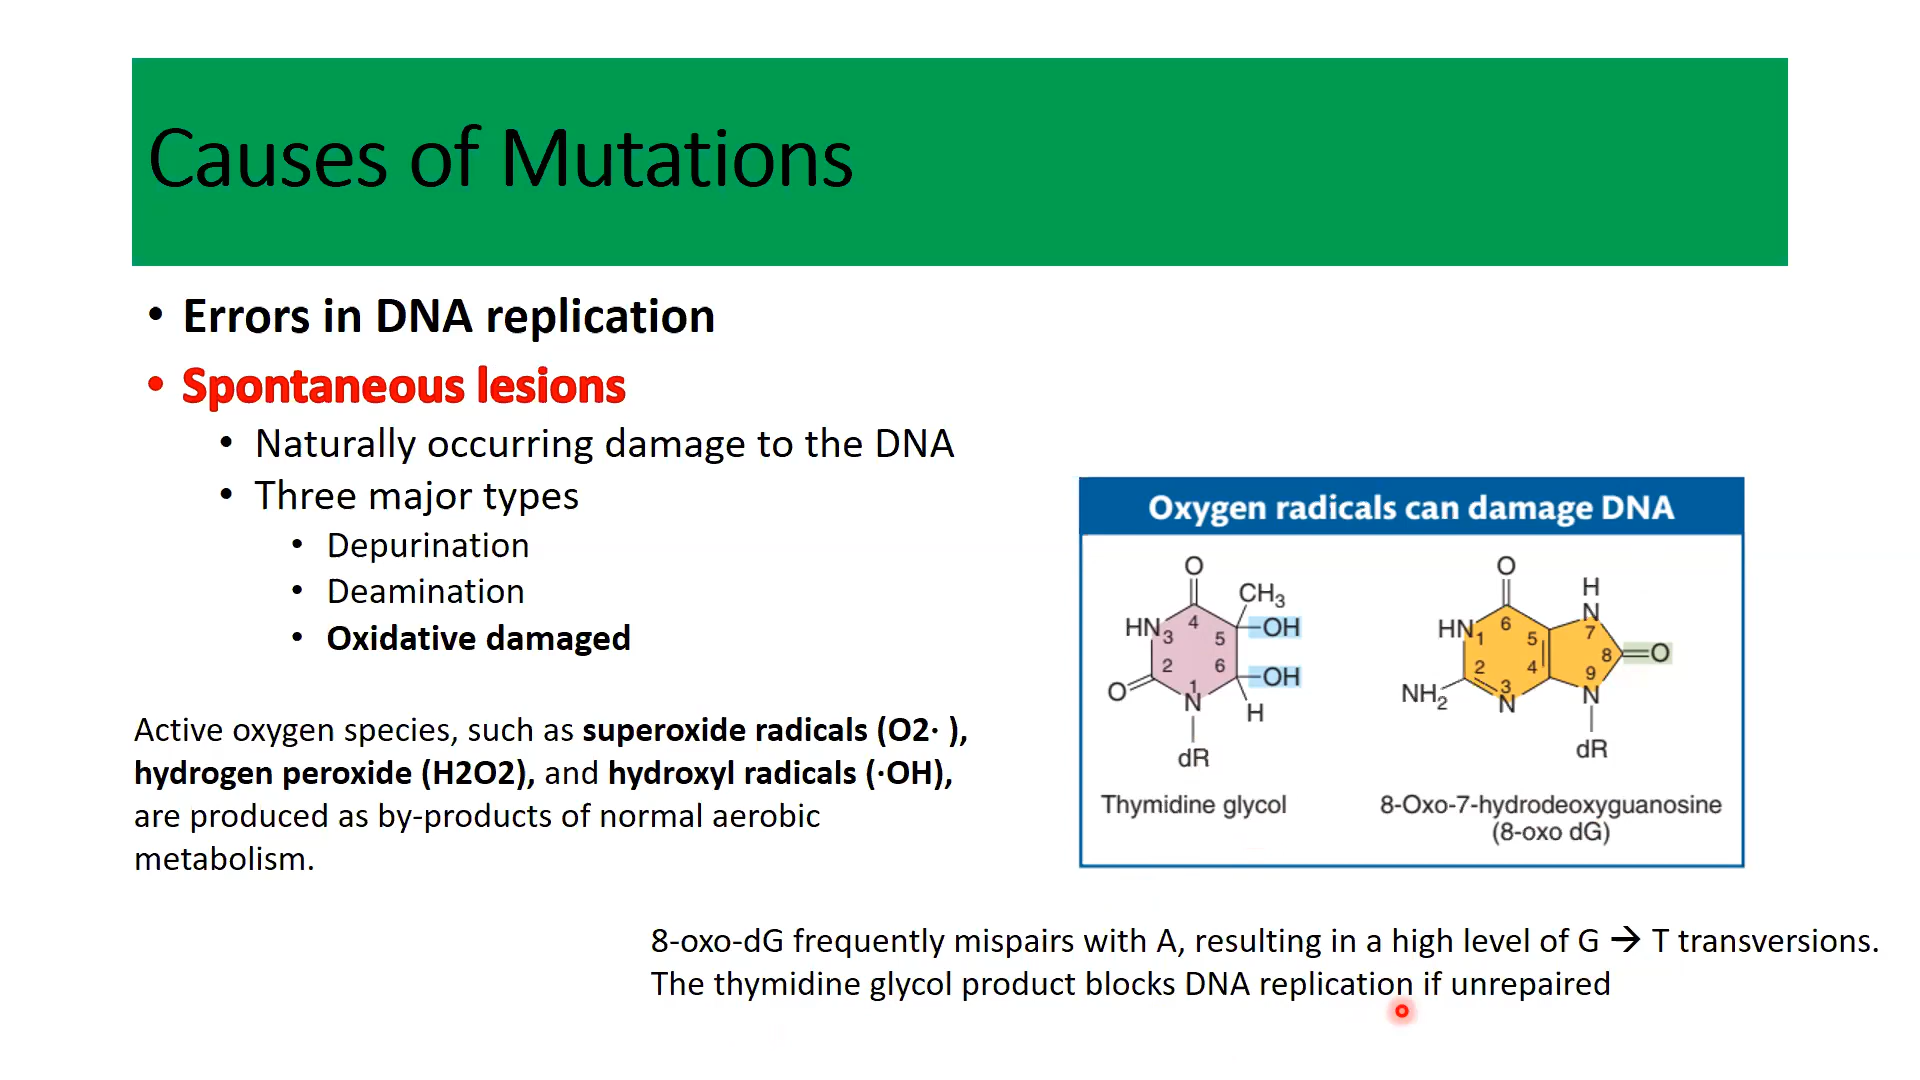 Causes of Mutations
• Errors in DNA replication
• Spontaneous lesions
• Naturally occurring damage to the DNA
• Three major types
• Depurination
• Deamination
• Oxidative damaged
Active oxygen species, such as superoxide radicals (O2· ),
hydrogen peroxide (H2O2), and hydroxyl radicals (·OH),
are produced as by-products of normal aerobic
metabolism.
Oxygen radicals can damage DNA
O
CH3
HN 3 4 5 OH
2 6 OH
O 1 N H
dR
Thymidine glycol
O
H
HN 1 6 5 N 7
8 O
NH2 2 3 N 4 9 N
dR
8-Oxo-7-hydrodeoxyguanosine
(8-oxo dG)
8-oxo-dG frequently mispairs with A, resulting in a high level of G → T transversions.
The thymidine glycol product blocks DNA replication if unrepaired